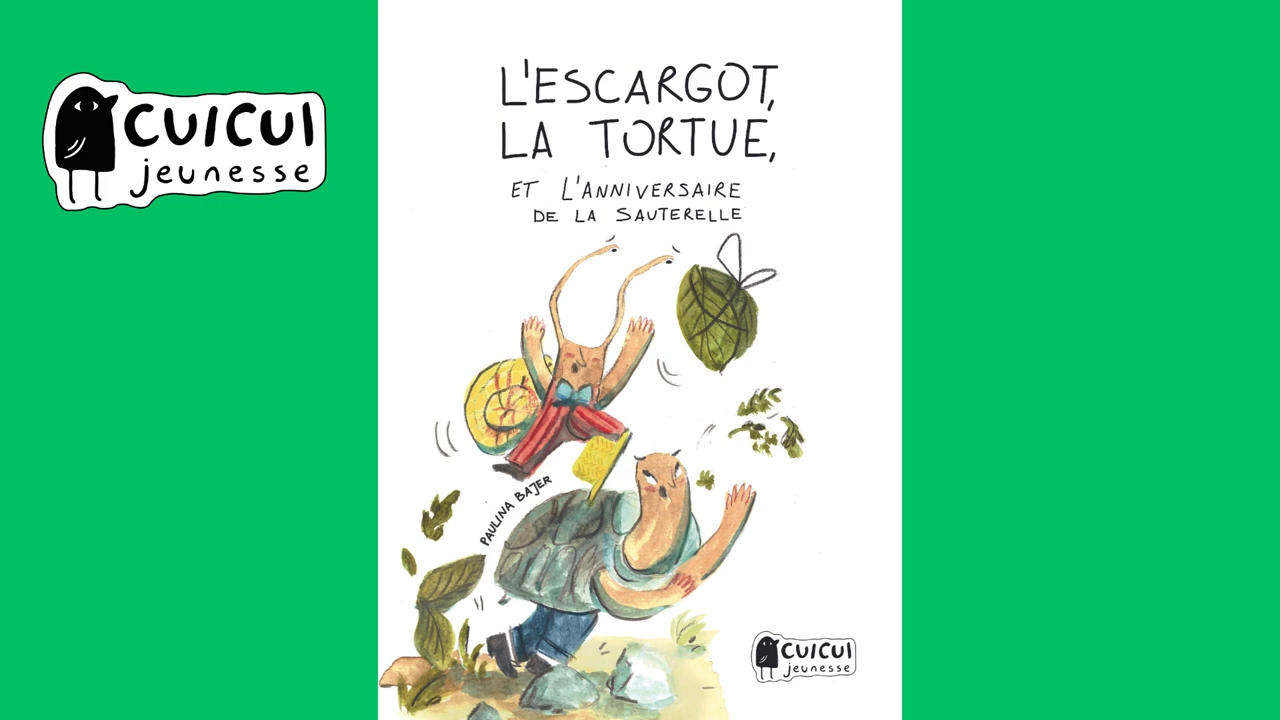 CUICUI
jeunesse
L'ESCARGOT,
LA TORTUE,
ET L'ANNIVERSAIRE
DE LA SAUTERELLE
PAULINA BAJER
CUICUI
jeunesse